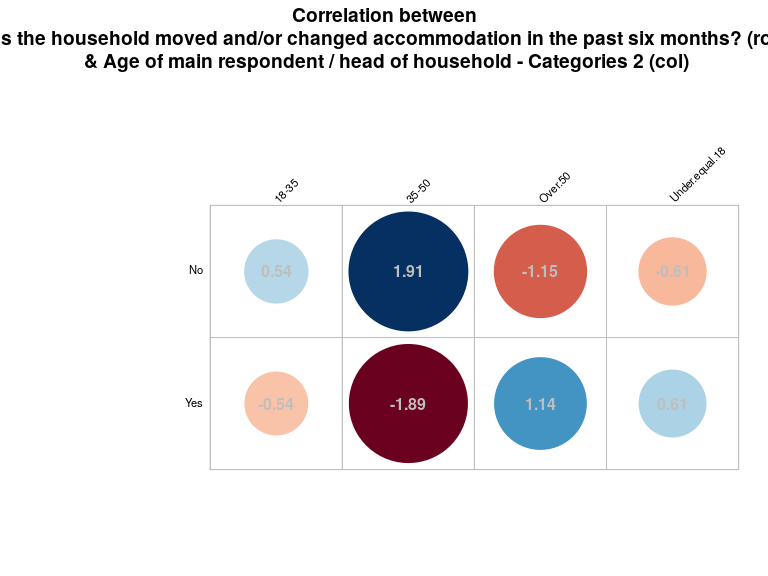 Correlation between
s the household moved and/or changed accommodation in the past six months? (ro
& Age of main respondent / head of household - Categories 2 (col)
18-35 35-50 Over.50 Under.equal.18
No 0.54 1.91 -1.15 -0.61
Yes -0.54 -1.89 1.14 0.61